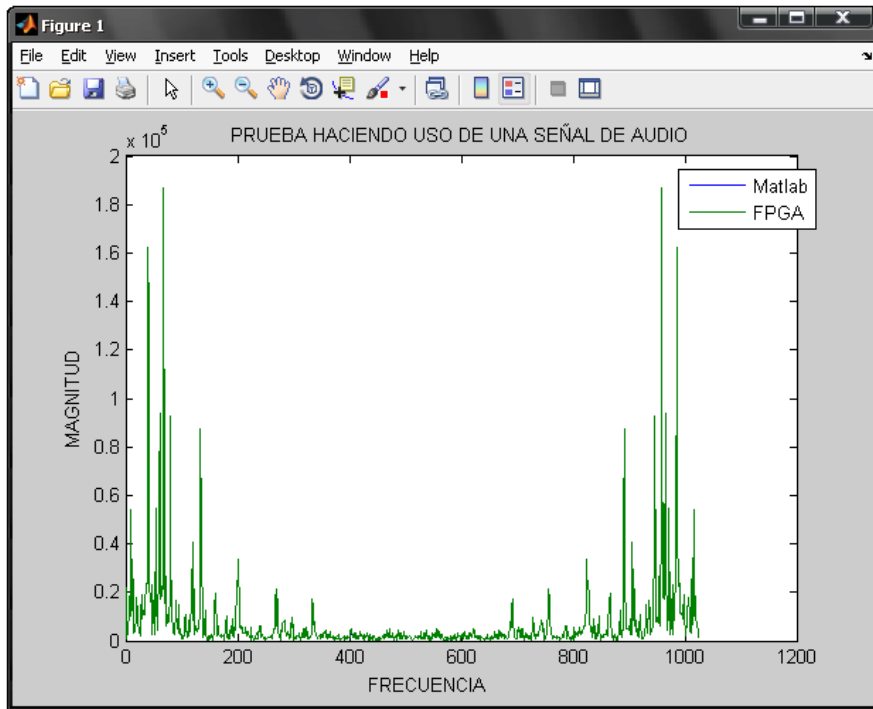 Figure 1
File Edit View Insert Tools Desktop Window Help
x 10^5
PRUEBA HACIENDO USO DE UNA SEÑAL DE AUDIO
Matlab
FPGA
2
1.8
1.6
1.4
1.2
1
0.8
0.6
0.4
0.2
0
MAGNITUD
0 200 400 600 800 1000 1200
FRECUENCIA